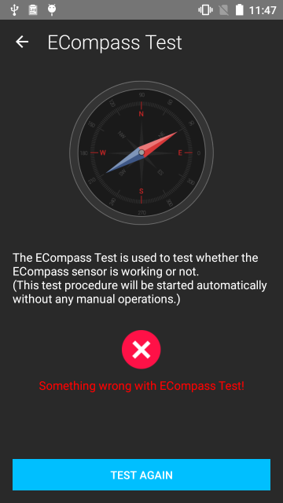 11:47
ECompass Test
N
W
E
S
The ECompass Test is used to test whether the
ECompass sensor is working or not.
(This test procedure will be started automatically
without any manual operations.)
Something wrong with ECompass Test!
TEST AGAIN